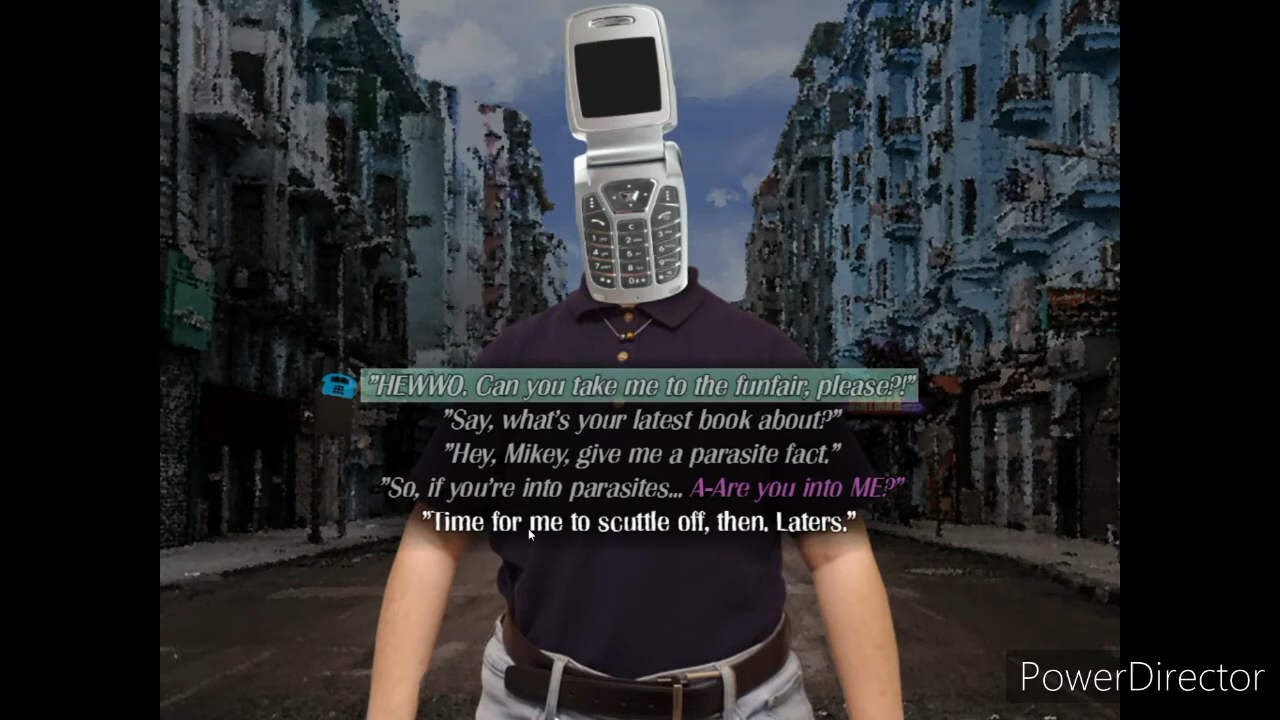 "HEWWO. Can you take me to the funfair, please?!"
"Say, what's your latest book about?"
"Hey, Mikey, give me a parasite fact."
"So, if you're into parasites... A-Are you into ME?"
"Time for me to scuttle off, then. Laters."
PowerDirector